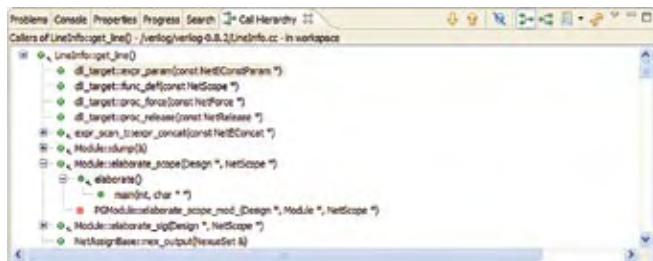 Problems Console Properties Progress Search Call Hierarchy
Callers of LineInfo::get_line() - /verilog/verilog-0.8.2/LineInfo.cc - in workspace
LineInfo::get_line()
dll_target::expr_param(const NetEConstParam *)
dll_target::func_def(const NetScope *)
dll_target::proc_force(const NetForce *)
dll_target::proc_release(const NetRelease *)
expr_scan_t::expr_concat(const NetEConcat *)
Module::dump(&)
Module::elaborate_scope(Design *, NetScope *)
elaborate()
main(int, char * *)
PGModule::elaborate_scope_mod_(Design *, Module *, NetScope *)
Module::elaborate_sig(Design *, NetScope *)
NetAssignBase::nex_output(NexusSet &)